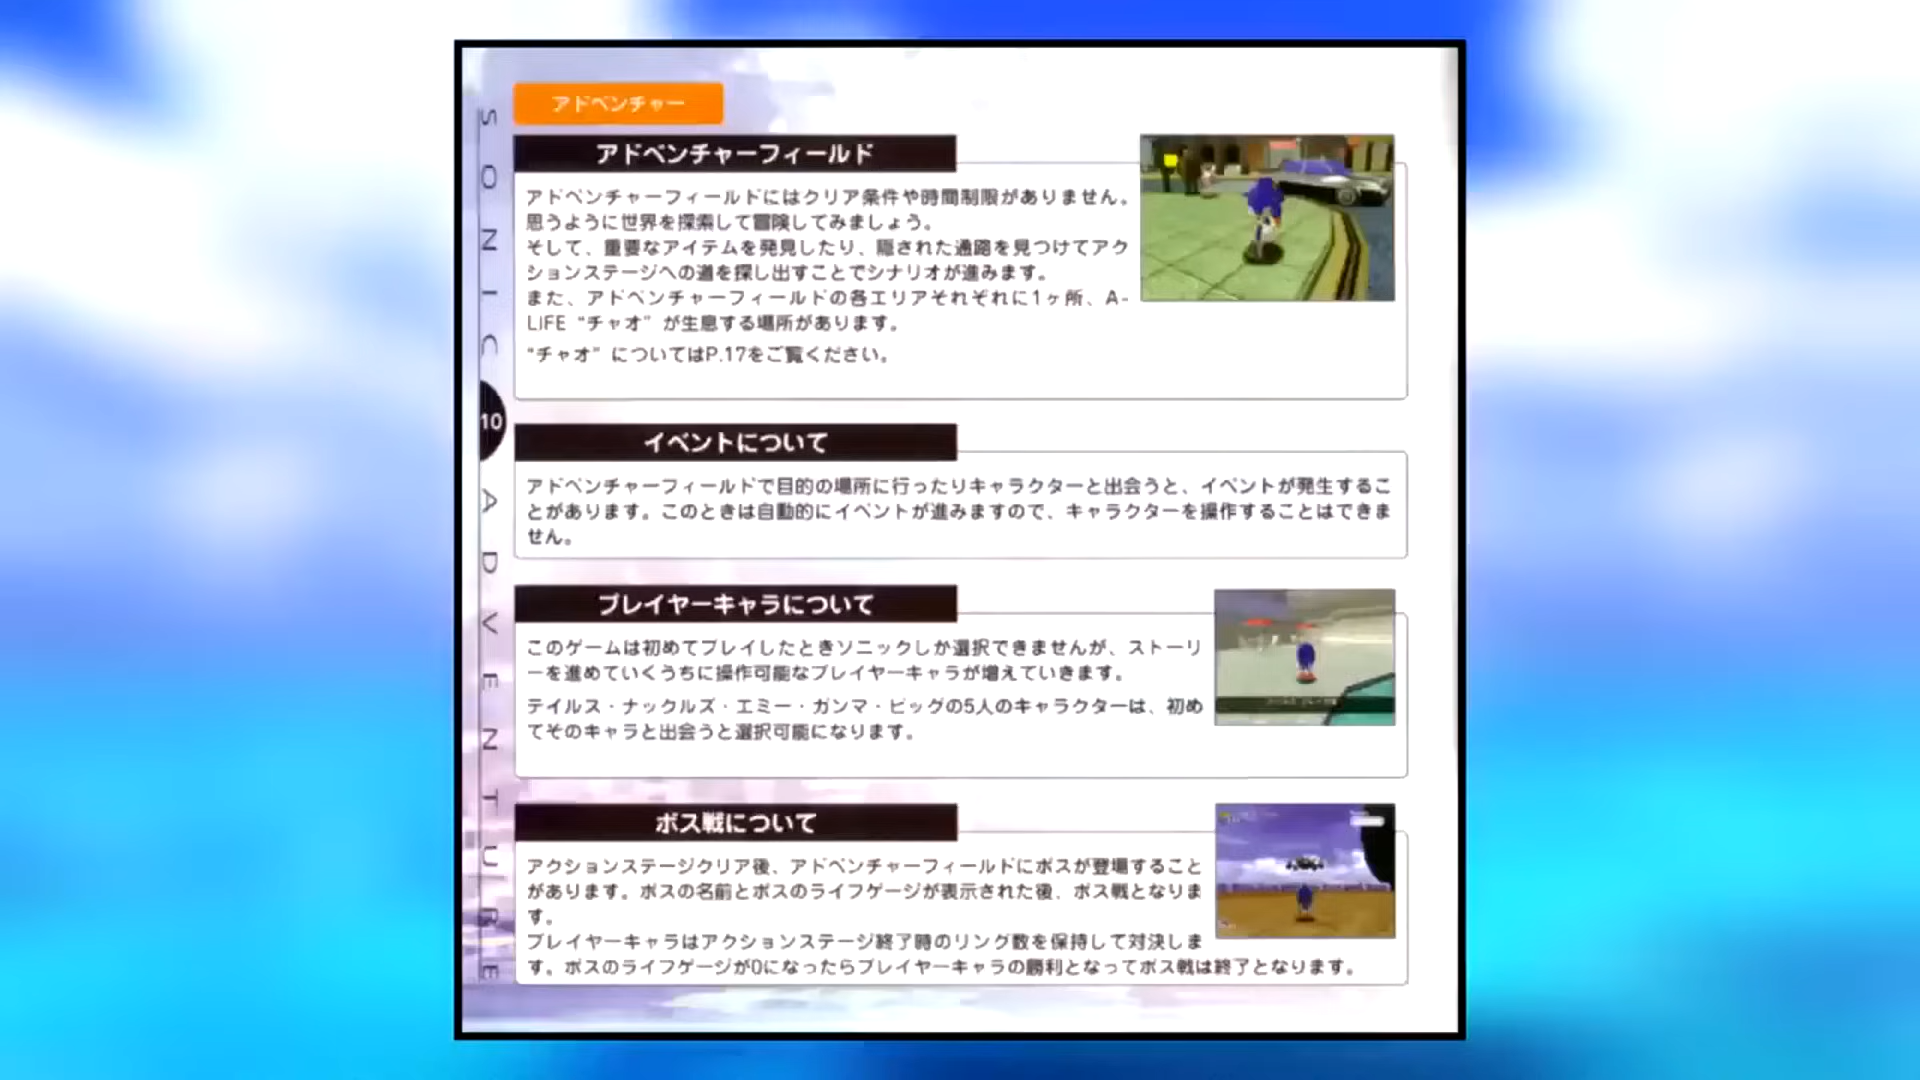 アドベンチャー
アドベンチャーフィールド
アドベンチャーフィールドにはクリア条件や時間制限がありません。
思うように世界を探索して冒険してみましょう。
そして、重要なアイテムを発見したり、隠された通路を見つけてアク
ションステージへの道を探し出すことでシナリオが進みます。
また、アドベンチャーフィールドの各エリアそれぞれに1ヶ所、A-
LIFE “チャオ” が生息する場所があります。
“チャオ” についてはP.17をご覧ください。
イベントについて
アドベンチャーフィールドで目的の場所に行ったりキャラクターと出会うと、イベントが発生するこ
とがあります。このときは自動的にイベントが進みますので、キャラクターを操作することはできま
せん。
プレイヤーキャラについて
このゲームは初めてプレイしたときソニックしか選択できませんが、ストーリ
ーを進めていくうちに操作可能なプレイヤーキャラが増えていきます。
テイルス・ナックルズ・エミー・ガンマ・ビッグの5人のキャラクターは、初め
てそのキャラと出会うと選択可能になります。
ボス戦について
アクションステージクリア後、アドベンチャーフィールドにボスが登場すること
があります。ボスの名前とボスのライフゲージが表示された後、ボス戦となりま
す。
プレイヤーキャラはアクションステージ終了時のリング数を保持して対決しま
す。ボスのライフゲージが0になったらプレイヤーキャラの勝利となってボス戦は終了となります。
SONIC
10
ADVENTURE